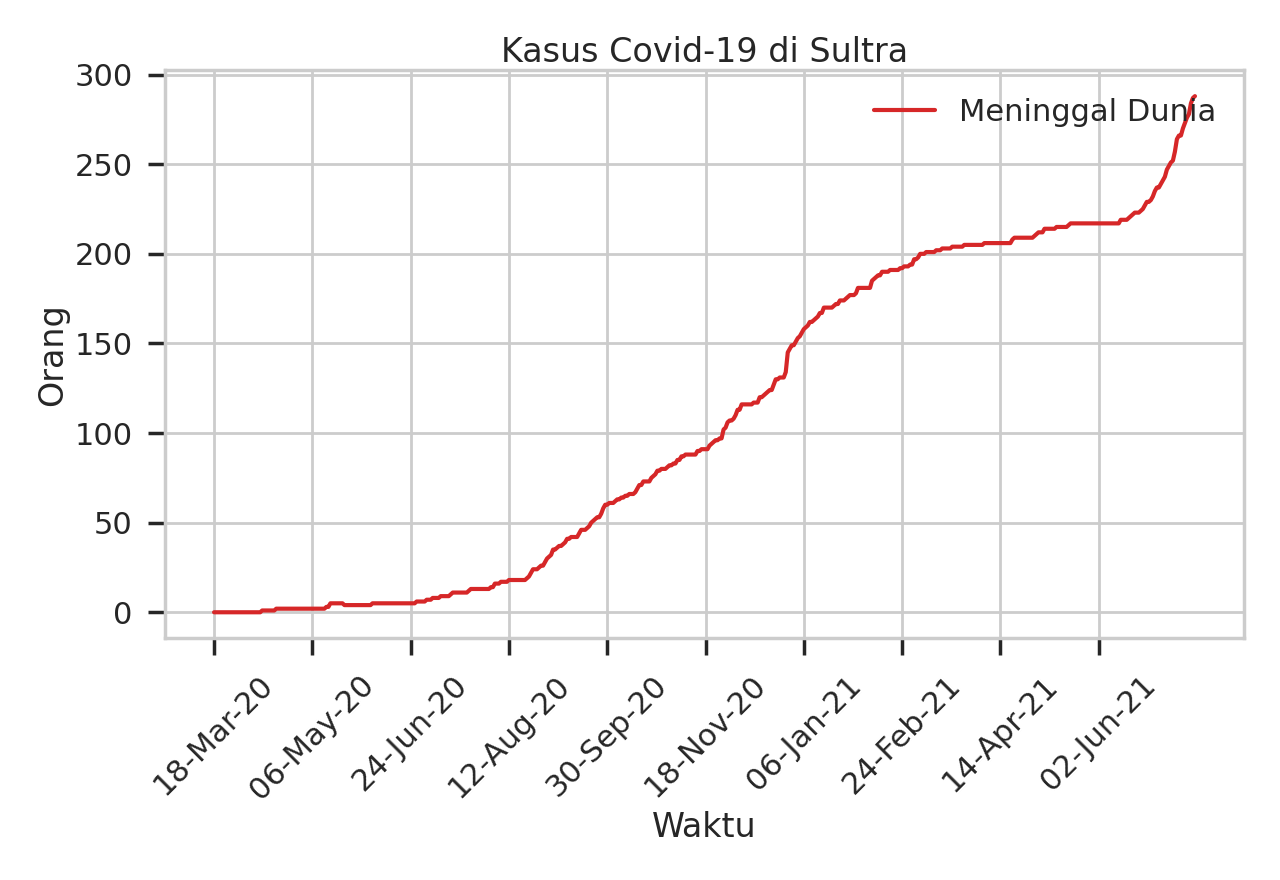 Kasus Covid-19 di Sultra
Meninggal Dunia
Orang
300
250
200
150
100
50
0
18-Mar-20
06-May-20
24-Jun-20
12-Aug-20
30-Sep-20
18-Nov-20
06-Jan-21
24-Feb-21
14-Apr-21
02-Jun-21
Waktu